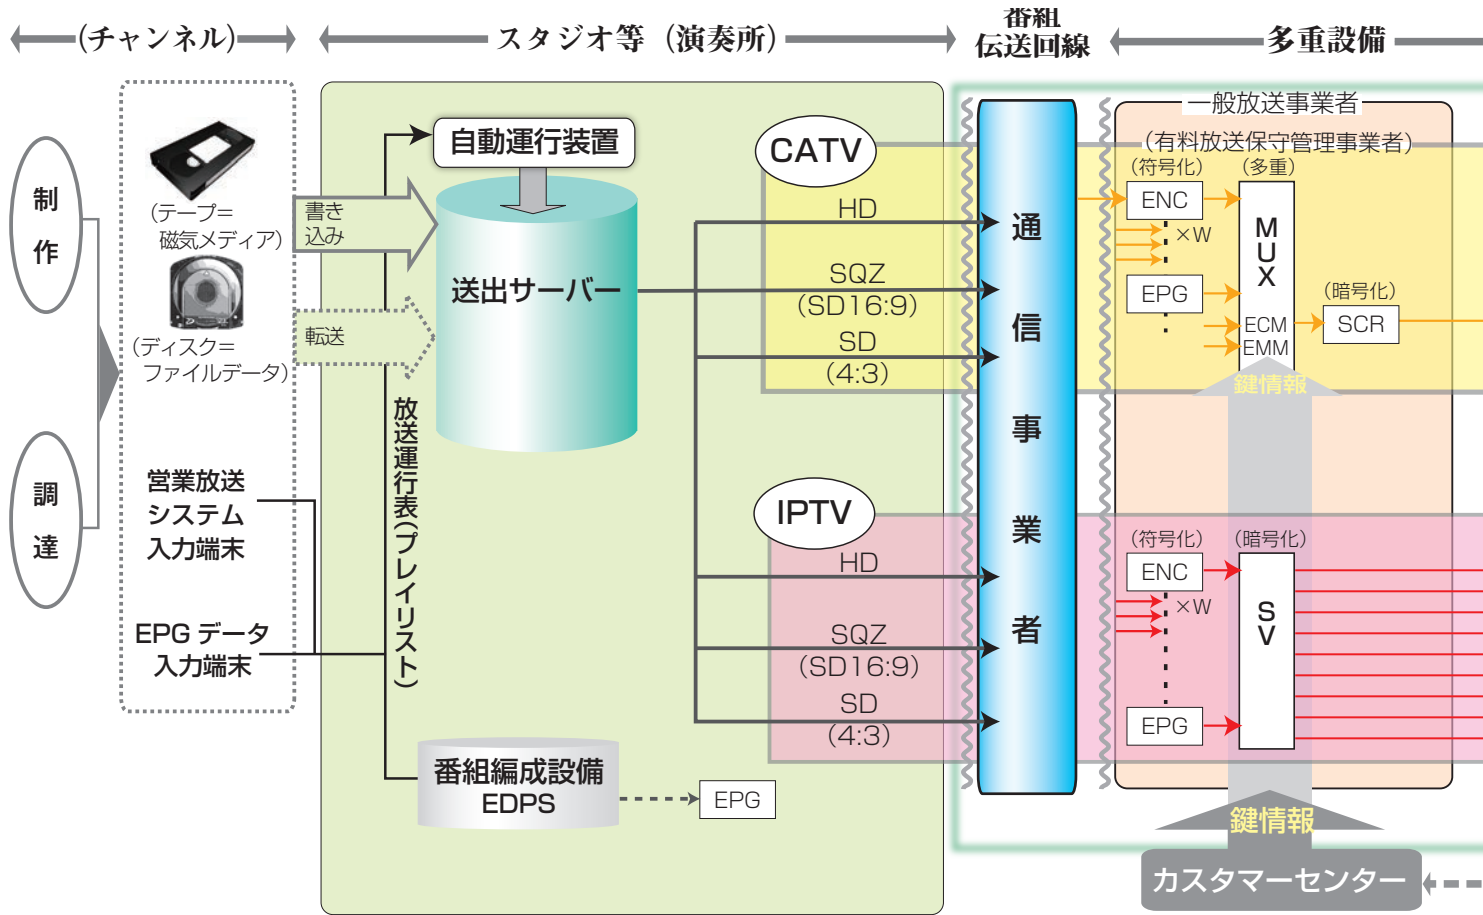 (チャンネル)
スタジオ等（演奏所）
番組
伝送回線
多重設備
制作
調達
（テープ＝
磁気メディア）
（ディスク＝
ファイルデータ）
営業放送
システム
入力端末
EPG データ
入力端末
書き
込み
転送
自動運行装置
送出サーバー
放送運行表（プレイリスト）
番組編成設備
EDPS
EPG
CATV
HD
SQZ
（SD16:9）
SD
（4:3）
IPTV
HD
SQZ
（SD16:9）
SD
（4:3）
通信事業者
一般放送事業者
（有料放送保守管理事業者）
（符号化）
（多重）
ENC
×W
EPG
MUX
ECM
EMM
（暗号化）
SCR
鍵情報
（符号化）
（暗号化）
ENC
×W
EPG
SV
鍵情報
カスタマーセンター